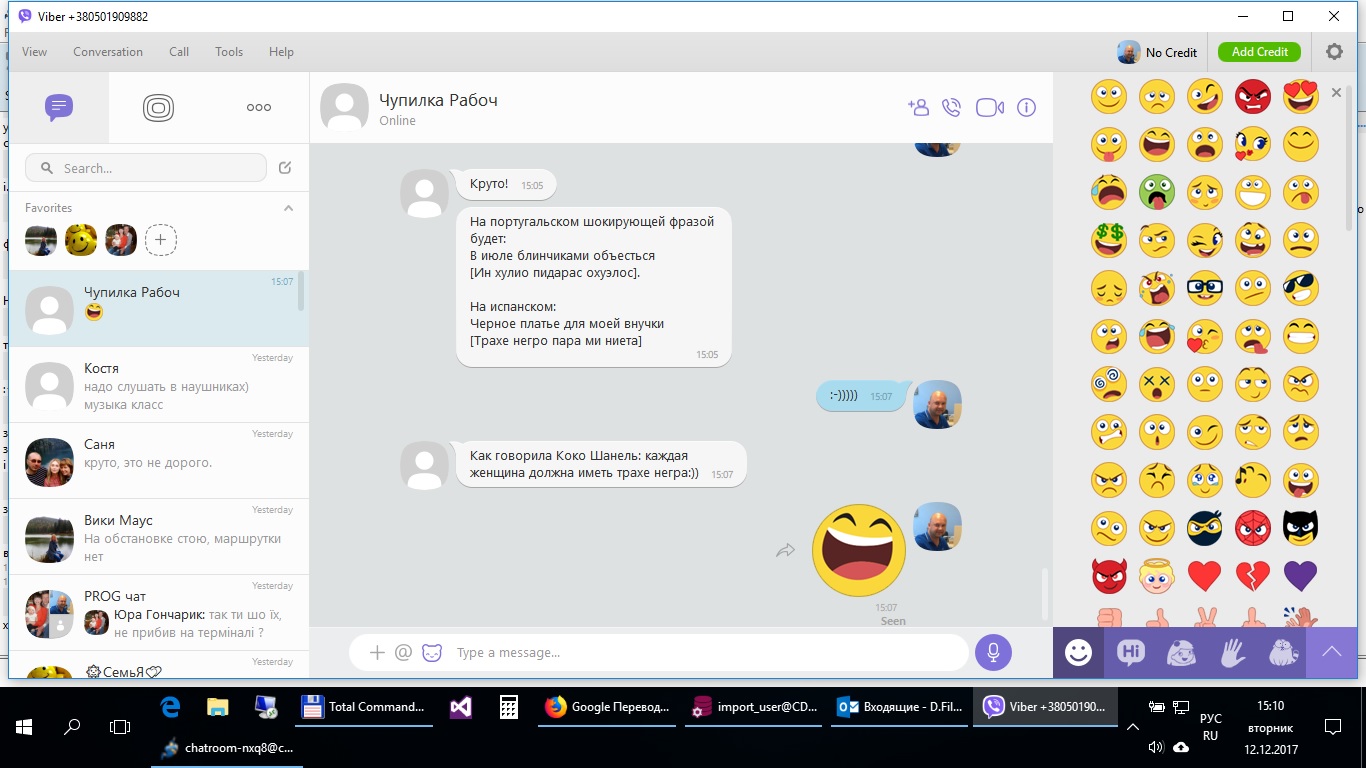 Viber +380501909882
View Conversation Call Tools Help
No Credit
Add Credit
Search...
Favorites
Чупилка Рабоч
15:07
Костя
Yesterday
надо слушать в наушниках)
музыка класс
Саня
Yesterday
круто, это не дорого.
Вики Маус
Yesterday
На обстановке стою, маршрутки
нет
PROG чат
Yesterday
Юра Гончарик: так ти шо їх,
не прибив на терміналі ?
СемьЯ
Yesterday
Чупилка Рабоч
Online
Круто! 15:05
На португальском шокирующей фразой
будет:
В июле блинчиками объесться
[Ин хулио пидарас охуэлос].
На испанском:
Черное платье для моей внучки
[Трахе негро пара ми ниета]
15:05
:-))))) 15:07
Как говорила Коко Шанель: каждая
женщина должна иметь трахе негра:)) 15:07
15:07
Seen
@ Type a message...
Hi
Total Command...
Google Перевод...
import_user@CD...
Входящие - D.Fil...
Viber +38050190...
chatroom-nxq8@c...
РУС
RU
15:10
вторник
12.12.2017